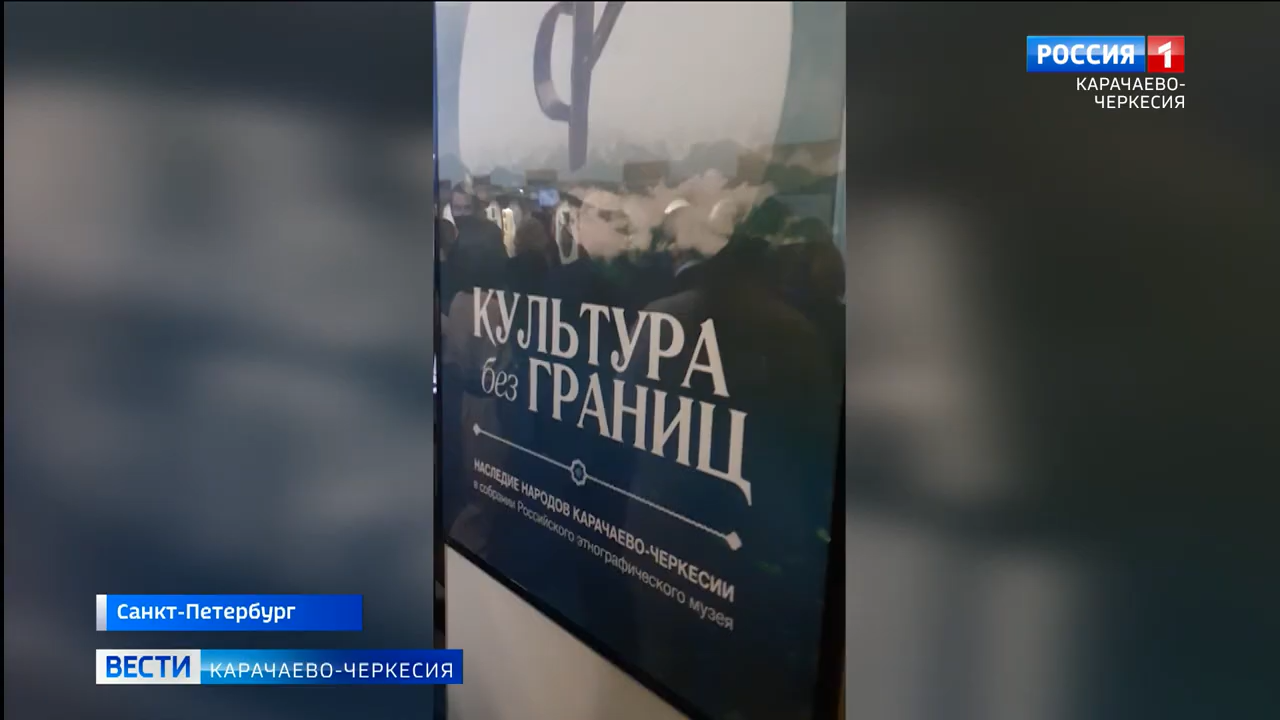 РОССИЯ 1
КАРАЧАЕВО-
ЧЕРКЕСИЯ
КУЛЬТУРА
без ГРАНИЦ
НАСЛЕДИЕ НАРОДОВ КАРАЧАЕВО-ЧЕРКЕСИИ
в собрании Российского этнографического музея
Санкт-Петербург
ВЕСТИ КАРАЧАЕВО-ЧЕРКЕСИЯ